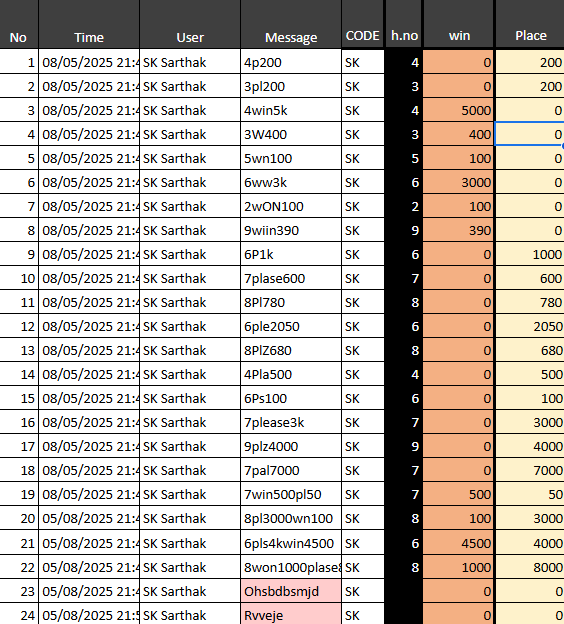 No Time User Message CODE h.no win Place
1 08/05/2025 21:4 SK Sarthak 4p200 SK 4 0 200
2 08/05/2025 21:4 SK Sarthak 3pl200 SK 3 0 200
3 08/05/2025 21:4 SK Sarthak 4win5k SK 4 5000 0
4 08/05/2025 21:4 SK Sarthak 3W400 SK 3 400 0
5 08/05/2025 21:4 SK Sarthak 5wn100 SK 5 100 0
6 08/05/2025 21:4 SK Sarthak 6ww3k SK 6 3000 0
7 08/05/2025 21:4 SK Sarthak 2wON100 SK 2 100 0
8 08/05/2025 21:4 SK Sarthak 9wiin390 SK 9 390 0
9 08/05/2025 21:4 SK Sarthak 6P1k SK 6 0 1000
10 08/05/2025 21:4 SK Sarthak 7plase600 SK 7 0 600
11 08/05/2025 21:4 SK Sarthak 8Pl780 SK 8 0 780
12 08/05/2025 21:4 SK Sarthak 6ple2050 SK 6 0 2050
13 08/05/2025 21:4 SK Sarthak 8PlZ680 SK 8 0 680
14 08/05/2025 21:4 SK Sarthak 4Pla500 SK 4 0 500
15 08/05/2025 21:4 SK Sarthak 6Ps100 SK 6 0 100
16 08/05/2025 21:4 SK Sarthak 7please3k SK 7 0 3000
17 08/05/2025 21:4 SK Sarthak 9plz4000 SK 9 0 4000
18 08/05/2025 21:4 SK Sarthak 7pal7000 SK 7 0 7000
19 08/05/2025 21:4 SK Sarthak 7win500pl50 SK 7 500 50
20 05/08/2025 21:4 SK Sarthak 8pl3000wn100 SK 8 100 3000
21 05/08/2025 21:4 SK Sarthak 6pls4kwin4500 SK 6 4500 4000
22 05/08/2025 21:4 SK Sarthak 8won1000plase8 SK 8 1000 8000
23 05/08/2025 21:4 SK Sarthak Ohsbdbsmjd SK 0 0
24 05/08/2025 21:5 SK Sarthak Rvveje SK 0 0